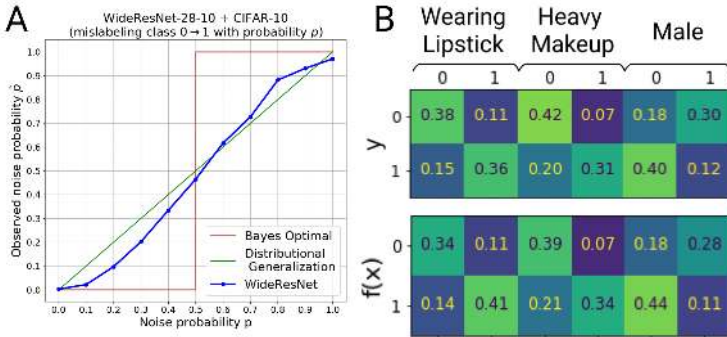 A
WideResNet-28-10 + CIFAR-10
(mislabeling class 0→1 with probability p)
Observed noise probability p̂
1.0
0.9
0.8
0.7
0.6
0.5
0.4
0.3
0.2
0.1
0.0
Bayes Optimal
Distributional
Generalization
WideResNet
0.0 0.1 0.2 0.3 0.4 0.5 0.6 0.7 0.8 0.9 1.0
Noise probability p
B
Wearing Lipstick
Heavy Makeup
Male
0 1 0 1 0 1
y
0 0.38 0.11 0.42 0.07 0.18 0.30
1 0.15 0.36 0.20 0.31 0.40 0.12
f(x)
0 0.34 0.11 0.39 0.07 0.18 0.28
1 0.14 0.41 0.21 0.34 0.44 0.11